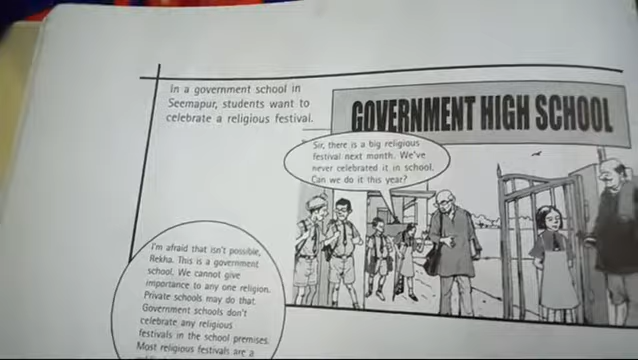 In a government school in
Seemapur, students want to
celebrate a religious festival.
GOVERNMENT HIGH SCHOOL
Sir, there is a big religious
festival next month. We've
never celebrated it in school.
Can we do it this year?
I'm afraid that isn't possible,
Rekha. This is a government
school. We cannot give
importance to any one religion.
Private schools may do that.
Government schools don't
celebrate any religious
festivals in the school premises.
Most religious festivals are a